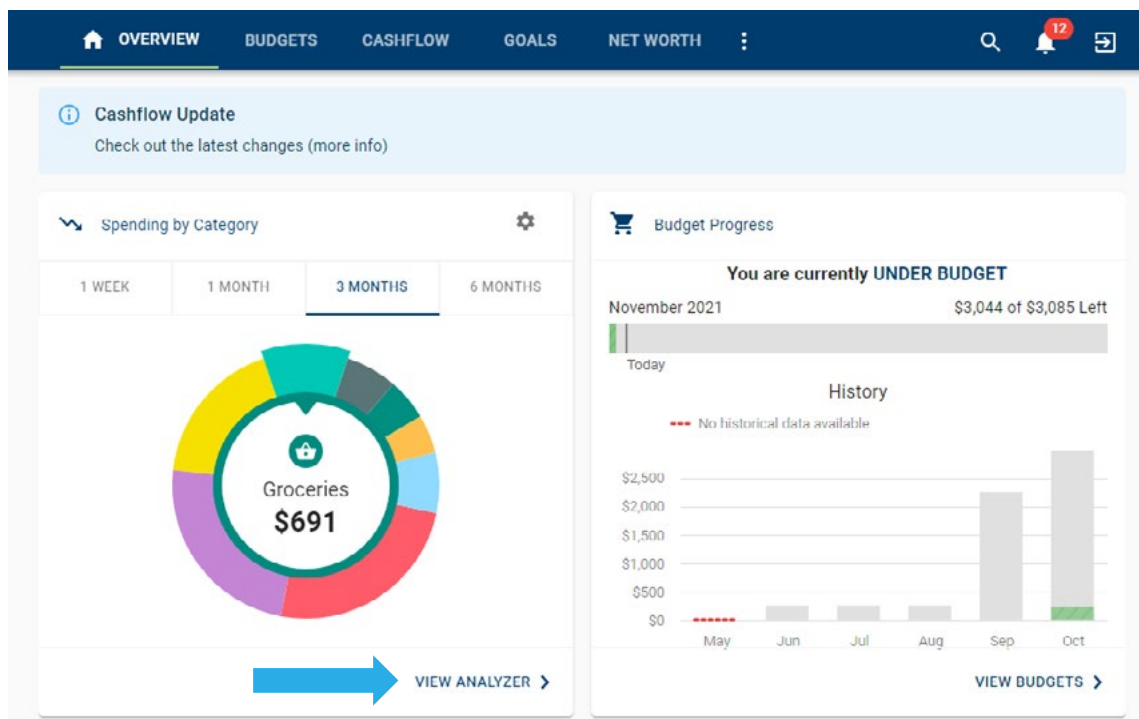 OVERVIEW BUDGETS CASHFLOW GOALS NET WORTH 12
Cashflow Update
Check out the latest changes (more info)
Spending by Category
1 WEEK 1 MONTH 3 MONTHS 6 MONTHS
Groceries
$691
VIEW ANALYZER
Budget Progress
You are currently UNDER BUDGET
November 2021 $3,044 of $3,085 Left
Today
History
No historical data available
$2,500
$2,000
$1,500
$1,000
$500
$0
May Jun Jul Aug Sep Oct
VIEW BUDGETS